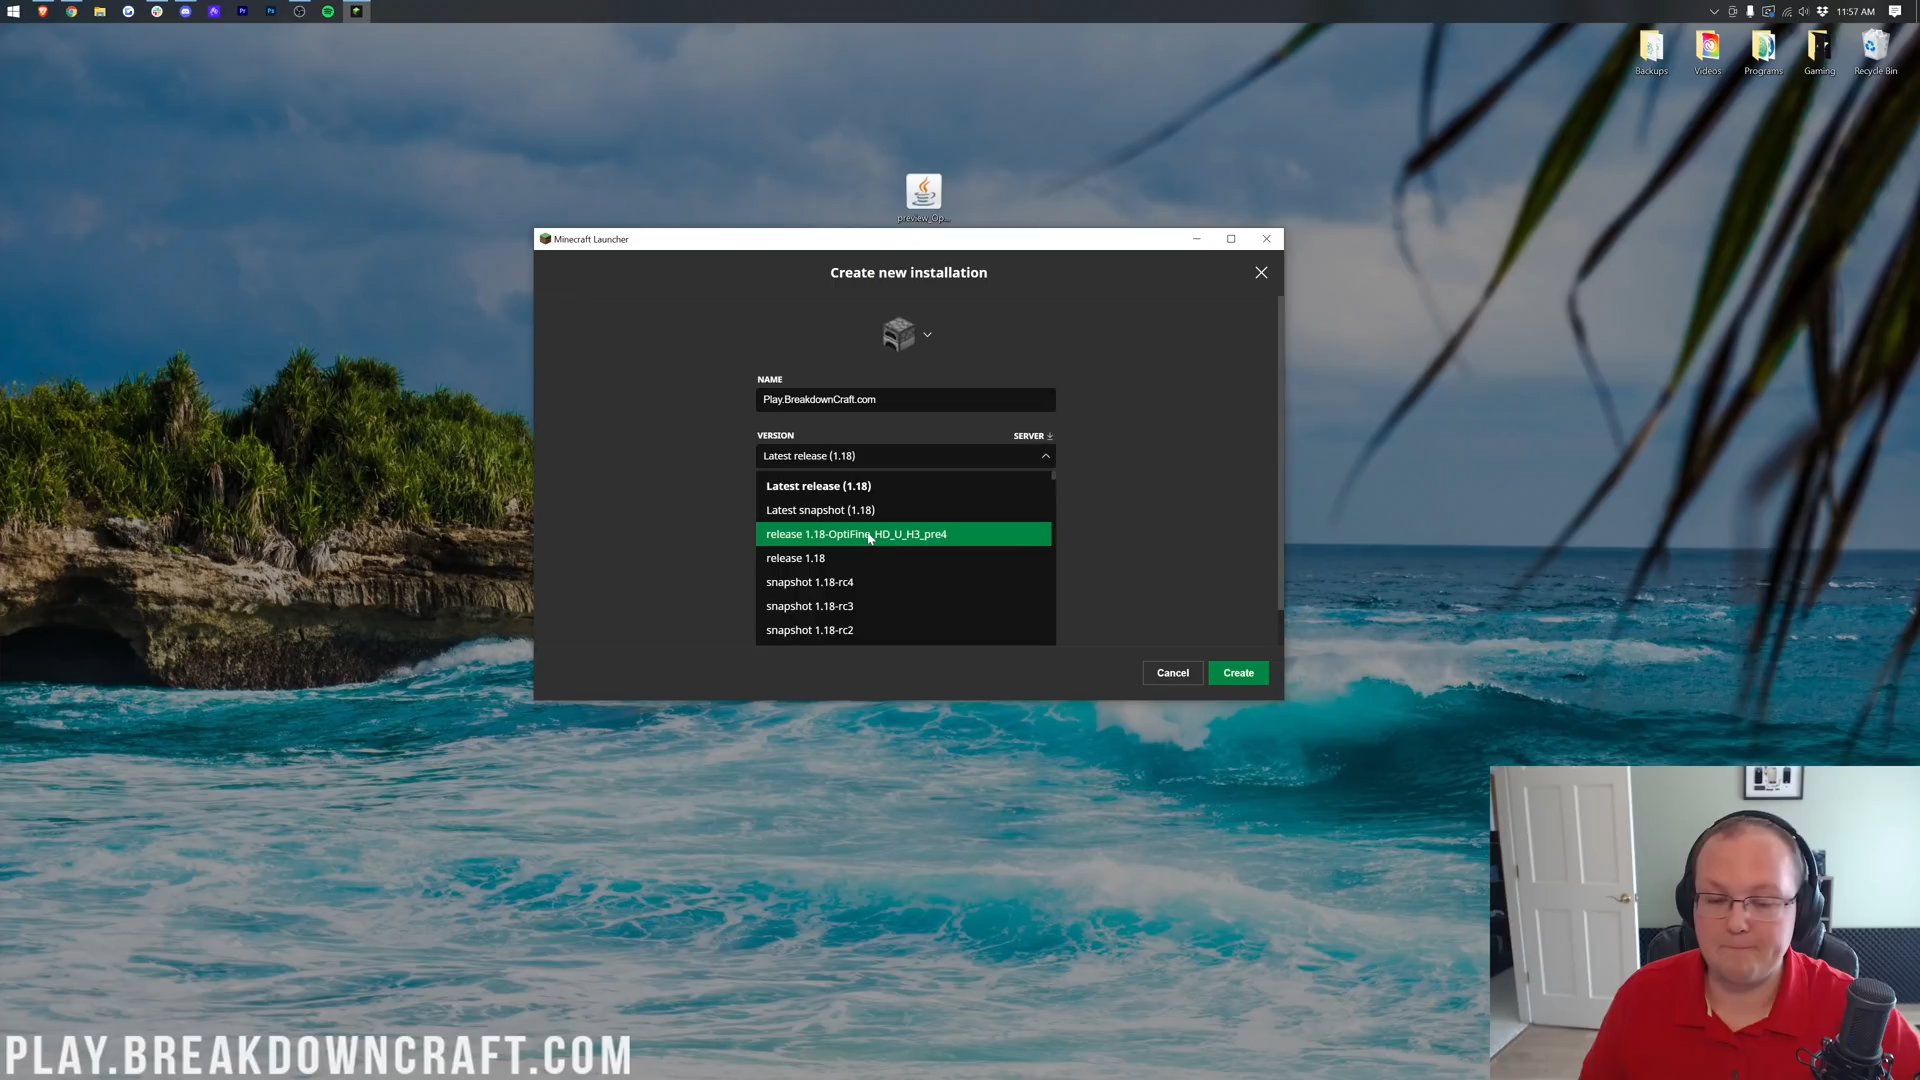 11:57 AM
Backups
Videos
Programs
Gaming
Recycle Bin
preview_Op...
Minecraft Launcher
Create new installation
NAME
Play.BreakdownCraft.com
VERSION
SERVER
Latest release (1.18)
Latest release (1.18)
Latest snapshot (1.18)
release 1.18-OptiFine_HD_U_H3_pre4
release 1.18
snapshot 1.18-rc4
snapshot 1.18-rc3
snapshot 1.18-rc2
Cancel
Create
PLAY.BREAKDOWNCRAFT.COM